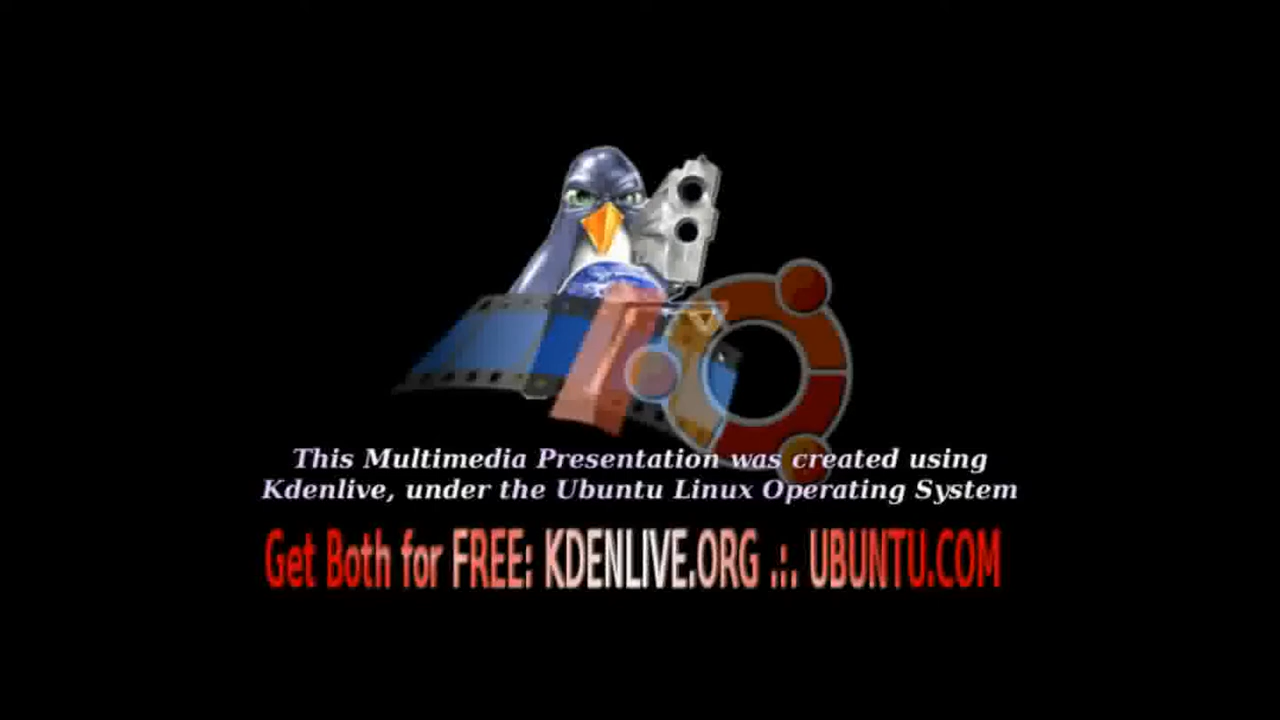 This Multimedia Presentation was created using
Kdenlive, under the Ubuntu Linux Operating System
Get Both for FREE: KDENLIVE.ORG .:. UBUNTU.COM